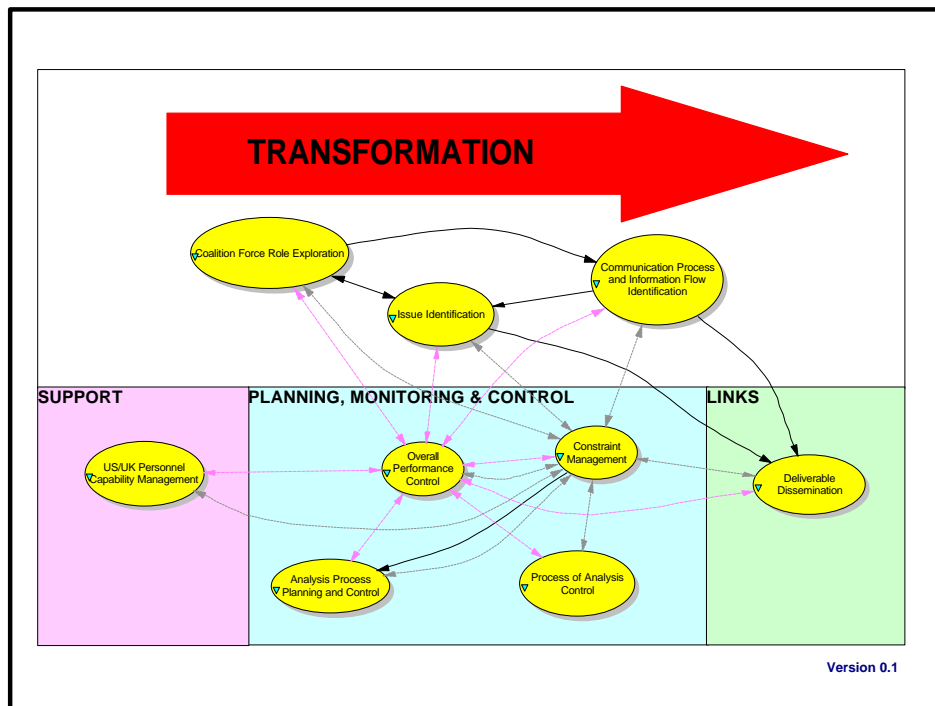 TRANSFORMATION
Coalition Force Role Exploration
Communication Process
and Information Flow
Identification
Issue Identification
SUPPORT
PLANNING, MONITORING & CONTROL
LINKS
US/UK Personnel
Capability Management
Overall
Performance
Control
Constraint
Management
Deliverable
Dissemination
Analysis Process
Planning and Control
Process of Analysis
Control
Version 0.1